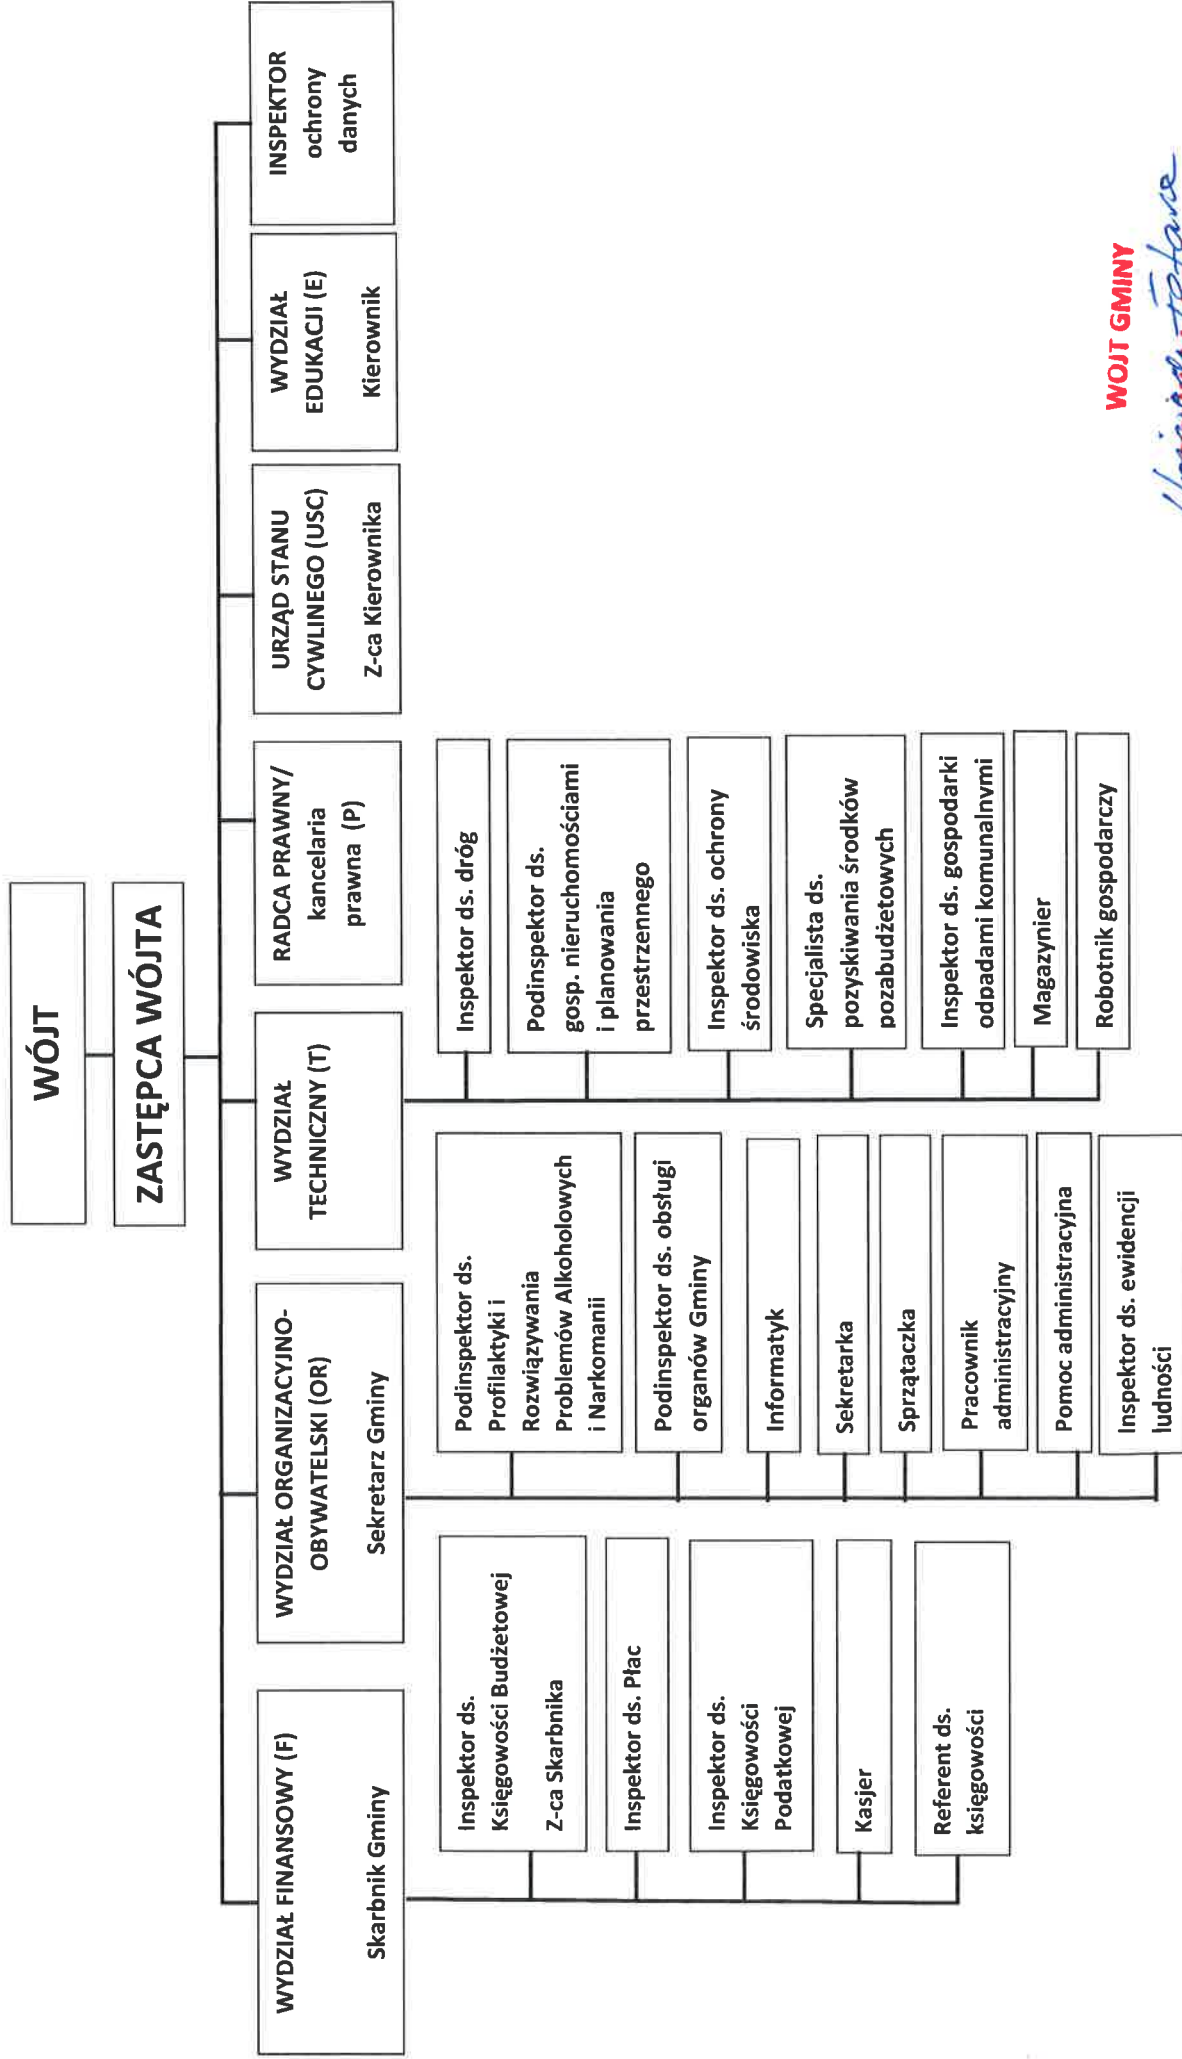 WÓJT
ZASTĘPCA WÓJTA
WYDZIAŁ FINANSOWY (F)
Skarbnik Gminy
WYDZIAŁ ORGANIZACYJNO-
OBYWATELSKI (OR)
Sekretarz Gminy
WYDZIAŁ
TECHNICZNY (T)
RADCA PRAWNY/
kancelaria
prawna (P)
URZĄD STANU
CYWLINEGO (USC)
Z-ca Kierownika
WYDZIAŁ
EDUKACJI (E)
Kierownik
INSPEKTOR
ochrony
danych
Inspektor ds.
Księgowości Budżetowej
Z-ca Skarbnika
Inspektor ds. Płac
Inspektor ds.
Księgowości
Podatkowej
Kasjer
Referent ds.
księgowości
Podinspektor ds.
Profilaktyki i
Rozwiązywania
Problemów Alkoholowych
i Narkomanii
Podinspektor ds. obsługi
organów Gminy
Informatyk
Sekretarka
Sprzątaczka
Pracownik
administracyjny
Pomoc administracyjna
Inspektor ds. ewidencji
ludności
Inspektor ds. dróg
Podinspektor ds.
gosp. nieruchomościami
i planowania
przestrzennego
Inspektor ds. ochrony
środowiska
Specjalista ds.
pozyskiwania środków
pozabudżetowych
Inspektor ds. gospodarki
odpadami komunalnymi
Magazynier
Robotnik gospodarczy
WOJT GMINY